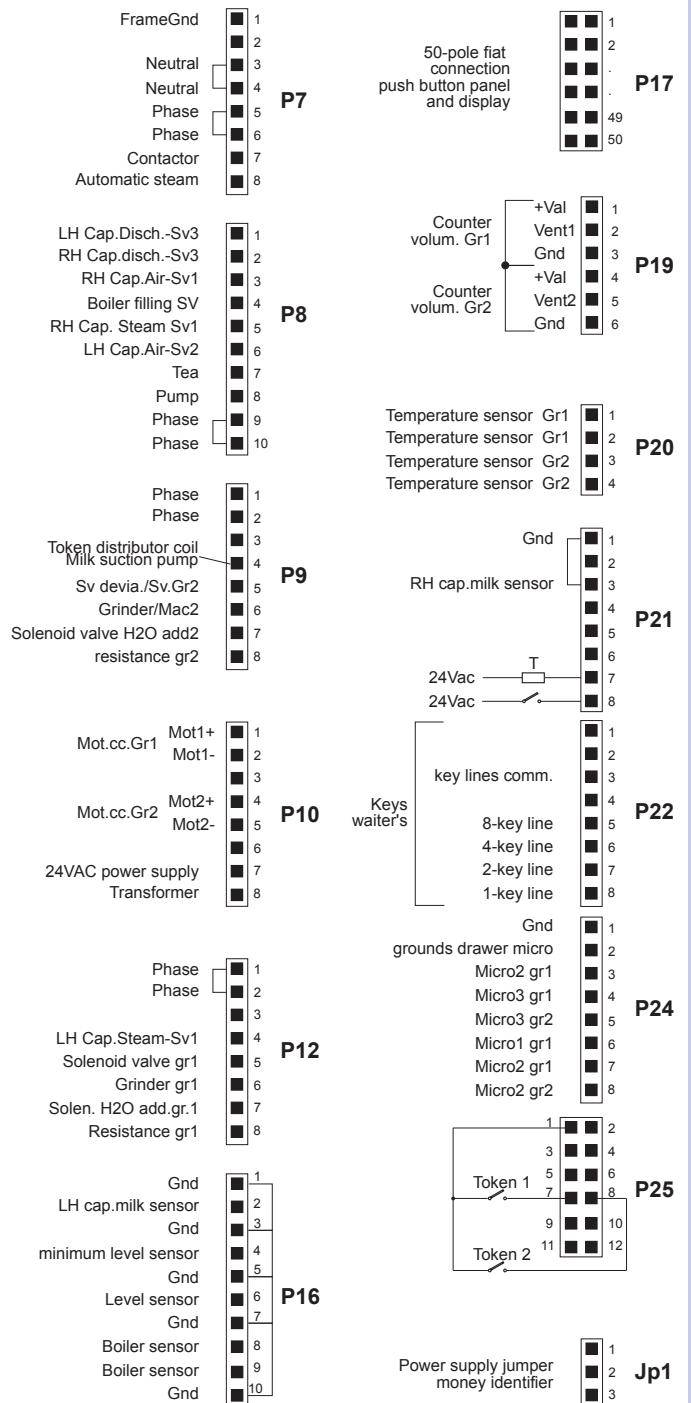 FrameGnd 1
2
Neutral 3
Neutral 4
Phase 5
Phase 6
Contactor 7
Automatic steam 8
P7
LH Cap.Disch.-Sv3 1
RH Cap.disch.-Sv3 2
RH Cap.Air-Sv1 3
Boiler filling SV 4
RH Cap. Steam Sv1 5
LH Cap.Air-Sv2 6
Tea 7
Pump 8
Phase 9
Phase 10
P8
Phase 1
Phase 2
3
Token distributor coil
Milk suction pump 4
Sv devia./Sv.Gr2 5
Grinder/Mac2 6
Solenoid valve H2O add2 7
resistance gr2 8
P9
Mot.cc.Gr1 Mot1+ 1
Mot1- 2
3
Mot.cc.Gr2 Mot2+ 4
Mot2- 5
6
24VAC power supply 7
Transformer 8
P10
Phase 1
Phase 2
3
LH Cap.Steam-Sv1 4
Solenoid valve gr1 5
Grinder gr1 6
Solen. H2O add.gr.1 7
Resistance gr1 8
P12
Gnd 1
LH cap.milk sensor 2
Gnd 3
minimum level sensor 4
Gnd 5
Level sensor 6
Gnd 7
Boiler sensor 8
Boiler sensor 9
Gnd 10
P16
50-pole fiat
connection
push button panel
and display
1
2
.
.
49
50
P17
Counter
volum. Gr1
+Val 1
Vent1 2
Gnd 3
Counter
volum. Gr2
+Val 4
Vent2 5
Gnd 6
P19
Temperature sensor Gr1 1
Temperature sensor Gr1 2
Temperature sensor Gr2 3
Temperature sensor Gr2 4
P20
Gnd 1
2
RH cap.milk sensor 3
4
5
6
24Vac T 7
24Vac 8
P21
Keys
waiter's
1
2
key lines comm. 3
4
8-key line 5
4-key line 6
2-key line 7
1-key line 8
P22
Gnd 1
grounds drawer micro 2
Micro2 gr1 3
Micro3 gr1 4
Micro3 gr2 5
Micro1 gr1 6
Micro2 gr1 7
Micro2 gr2 8
P24
1 2
3 4
5 6
Token 1 7 8
9 10
Token 2 11 12
P25
Power supply jumper
money identifier
1
2
3
Jp1